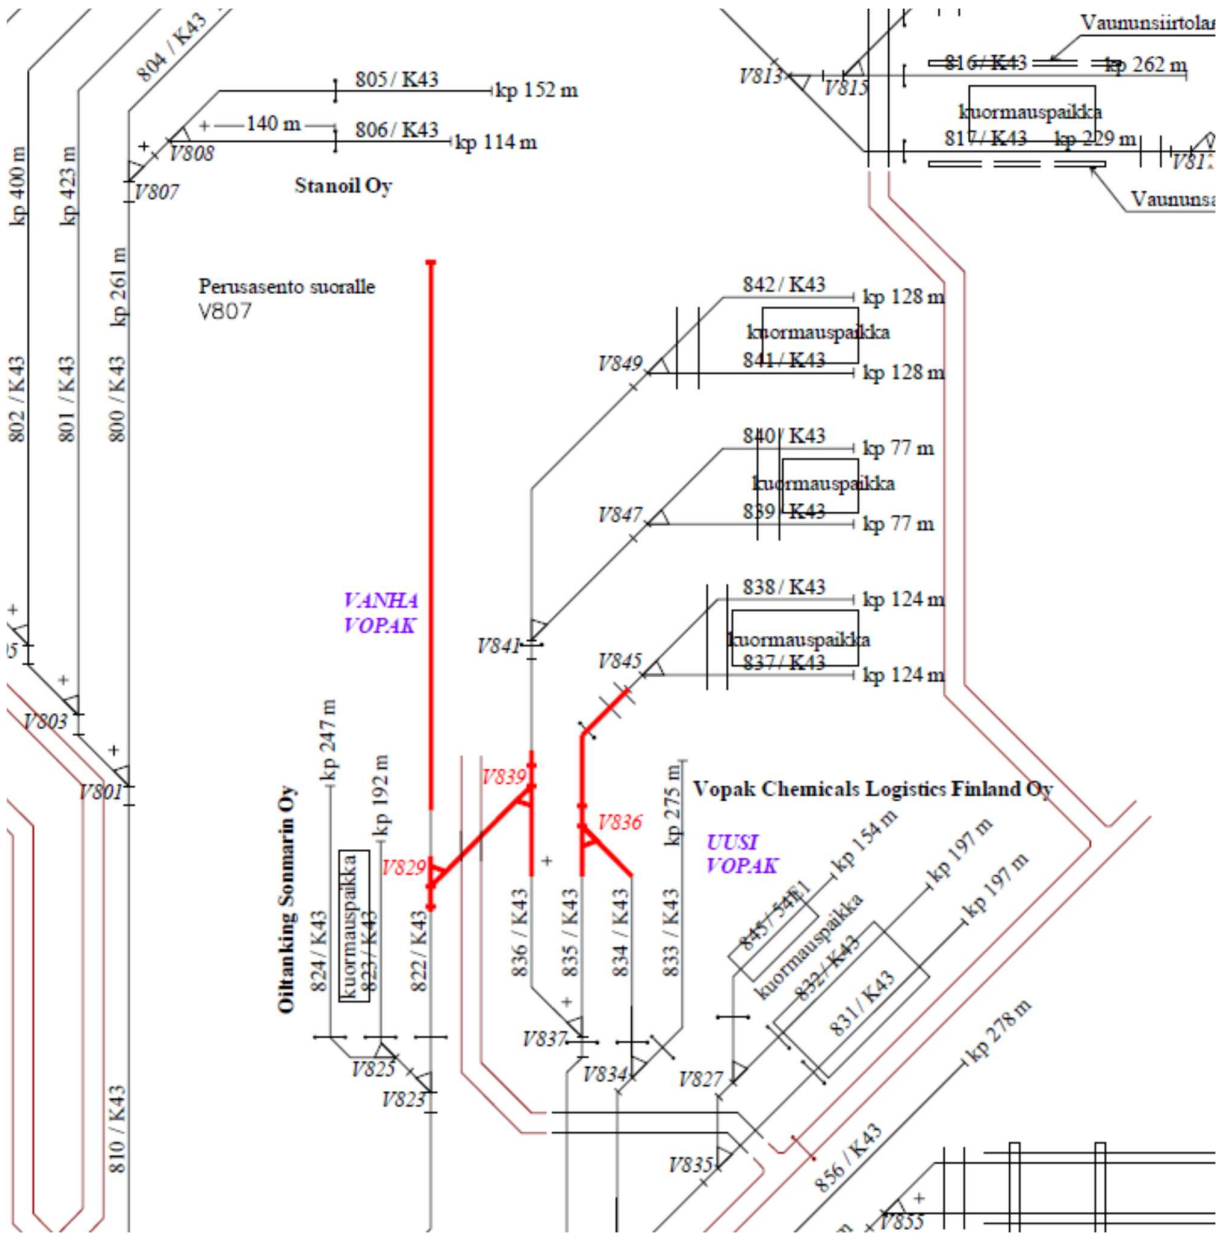 804 / K43
805 / K43
kp 152 m
140 m
806 / K43
kp 114 m
V808
V807
Stanoil Oy
V813
V815
816 / K43
kp 262 m
kuormauspaikka
817 / K43
kp 229 m
kp 400 m
kp 423 m
kp 261 m
Perusasento suoralle
V807
802 / K43
801 / K43
800 / K43
842 / K43
kp 128 m
kuormauspaikka
V849
841 / K43
kp 128 m
840 / K43
kp 77 m
kuormauspaikka
V847
839 / K43
kp 77 m
838 / K43
kp 124 m
VANHA
VOPAK
kuormauspaikka
V841
V845
837 / K43
kp 124 m
V803
V801
kp 247 m
kp 192 m
V839
kp 275 m
Vopak Chemicals Logistics Finland Oy
V836
UUSI
VOPAK
V829
kp 154 m
kp 197 m
kp 197 m
Oiltanking Sonmarin Oy
824 / K43
kuormauspaikka
823 / K43
822 / K43
836 / K43
835 / K43
834 / K43
833 / K43
845 / 54E1
kuormauspaikka
832 / K43
831 / K43
kp 278 m
V825
V823
V837
V834
V827
V835
810 / K43
856 / K43
V855